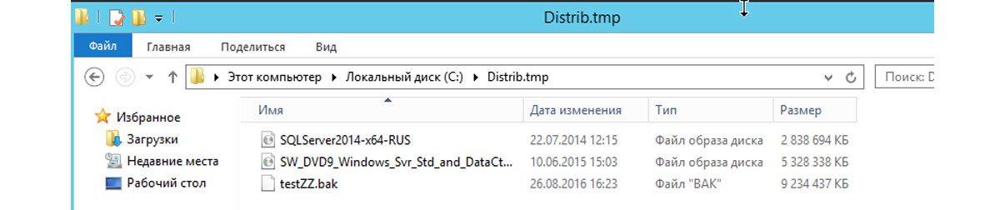 Distrib.tmp
Файл Главная Поделиться Вид
Этот компьютер Локальный диск (C:) Distrib.tmp Поиск: D
Избранное Имя Дата изменения Тип Размер
Загрузки SQLServer2014-x64-RUS 22.07.2014 12:15 Файл образа диска 2 838 694 КБ
Недавние места SW_DVD9_Windows_Svr_Std_and_DataCt... 10.06.2015 15:03 Файл образа диска 5 328 338 КБ
Рабочий стол testZZ.bak 26.08.2016 16:23 Файл "BAK" 9 234 437 КБ